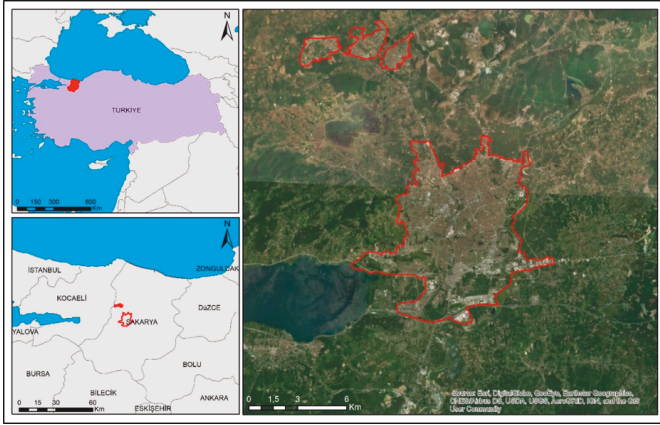 N
TURKIYE
0 150 300 600
Km
N
ZONGULDAK
İSTANBUL
KOCAELİ
DüZCE
SAKARYA
YALOVA
BOLU
BURSA
BİLECİK
ANKARA
ESKİŞEHİR
0 15 30 60
Km
0 1,5 3 6
Km
Source: Esri, DigitalGlobe, GeoEye, Earthstar Geographics,
CNES/Airbus DS, USDA, USGS, AeroGRID, IGN, and the GIS
User Community